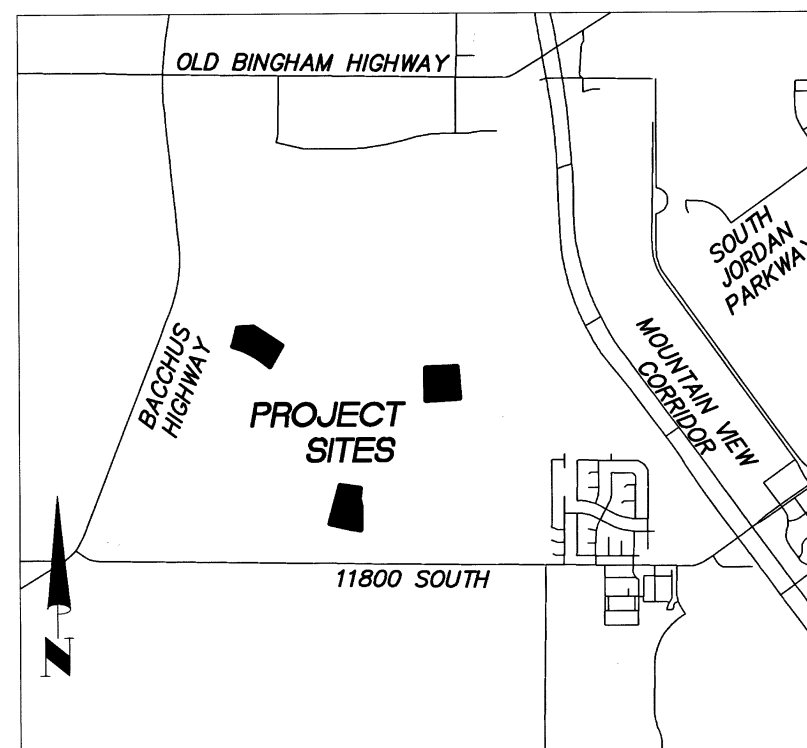 OLD BINGHAM HIGHWAY
SOUTH
JORDAN
PARKWAY
BACCHUS
HIGHWAY
MOUNTAIN VIEW
CORRIDOR
PROJECT
SITES
11800 SOUTH
N